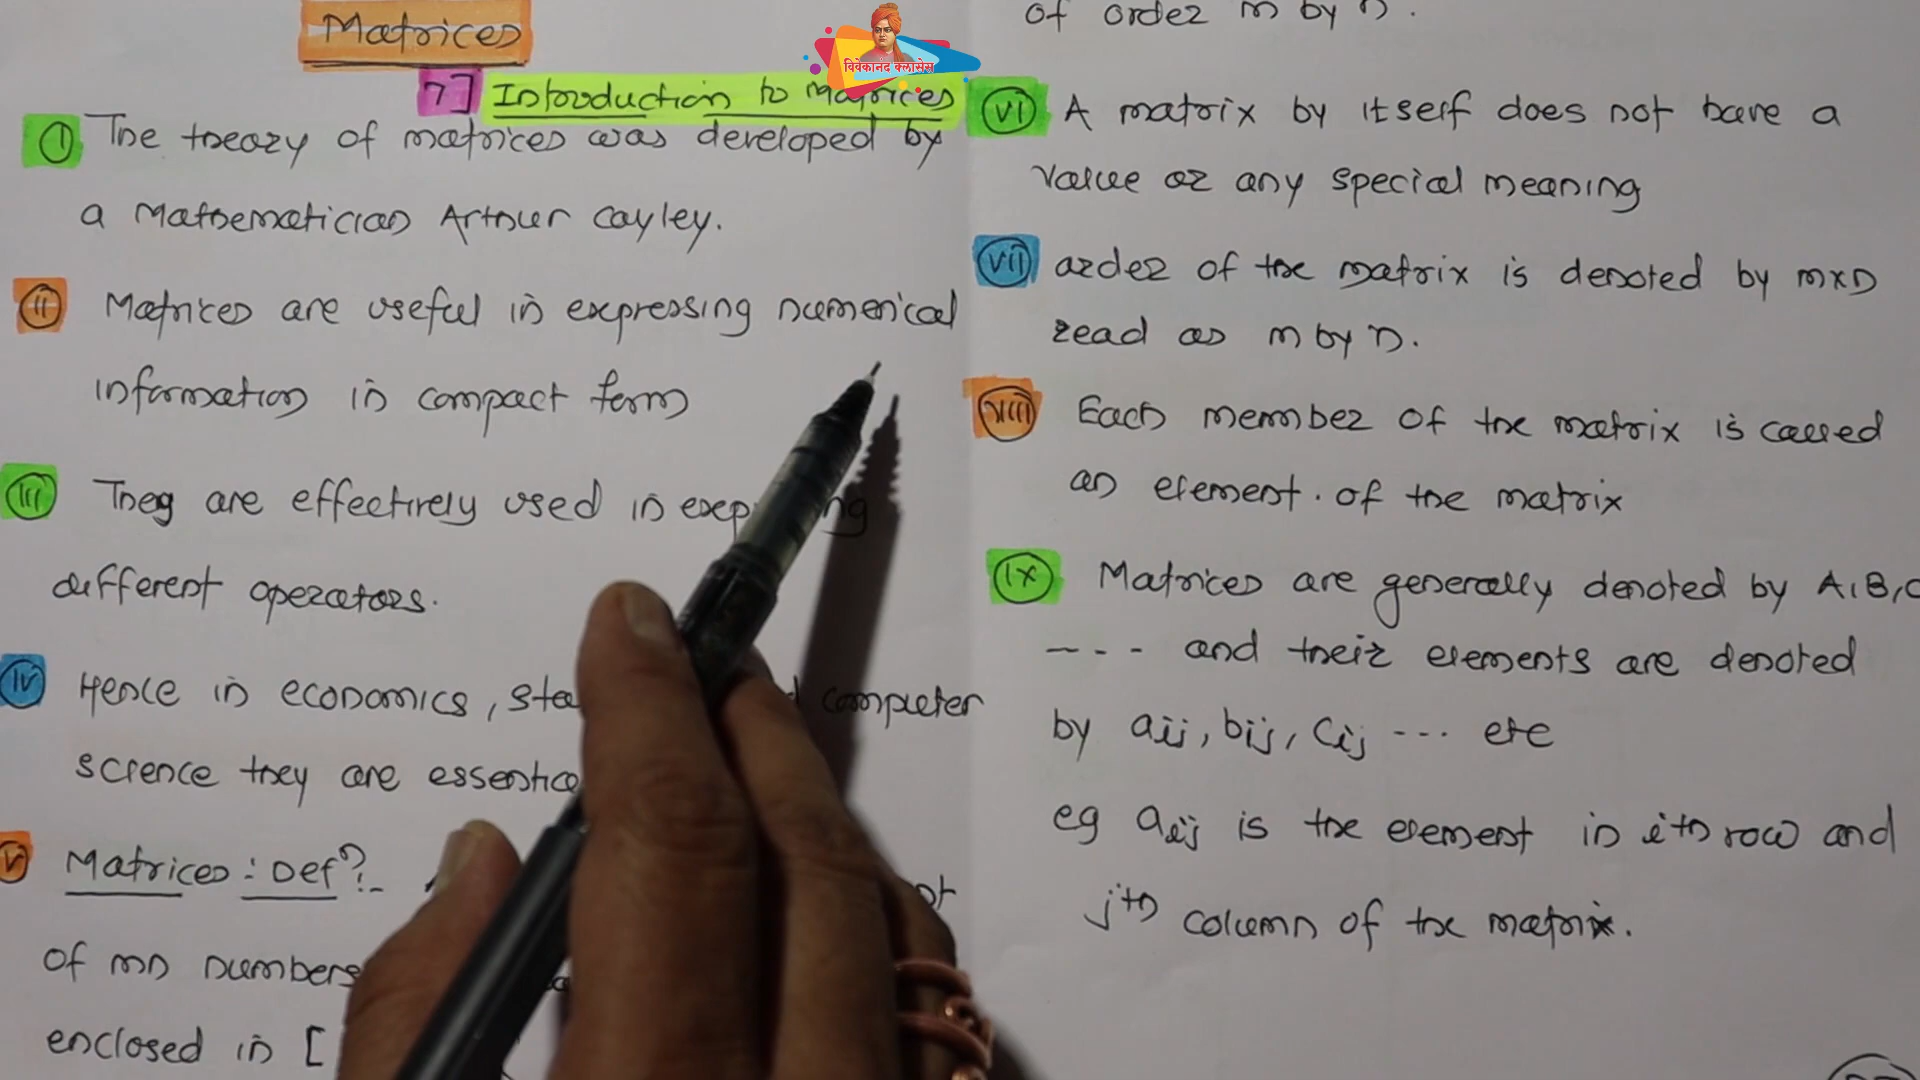 Matrices
विवेकानंद क्लासेस
7] Introduction to Matrices
i The theory of matrices was developed by
a Mathematician Arthur Cayley.
ii Matrices are useful in expressing numerical
information in compact form
iii They are effectively used in
different operators.
iv Hence in economics, computer
science they are
v Matrices : Defn:-
of mn numbers
enclosed in [
of order m by n.
vi A matrix by itself does not have a
value or any special meaning
vii order of the matrix is denoted by mxn
read as m by n.
viii Each member of the matrix is called
an element. of the matrix
ix Matrices are generally denoted by A, B, C
---- and their elements are denoted
by aij, bij, cij --- etc
eg aij is the element in ith row and
jth column of the matrix.